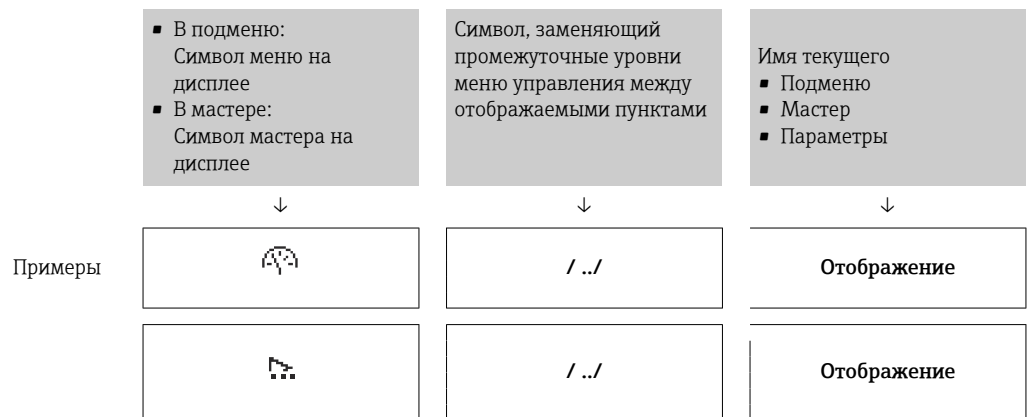 ▪ В подменю:
Символ меню на
дисплее
▪ В мастере:
Символ мастера на
дисплее
Символ, заменяющий
промежуточные уровни
меню управления между
отображаемыми пунктами
Имя текущего
▪ Подменю
▪ Мастер
▪ Параметры
↓ ↓ ↓
Примеры / ../ Отображение
/ ../ Отображение